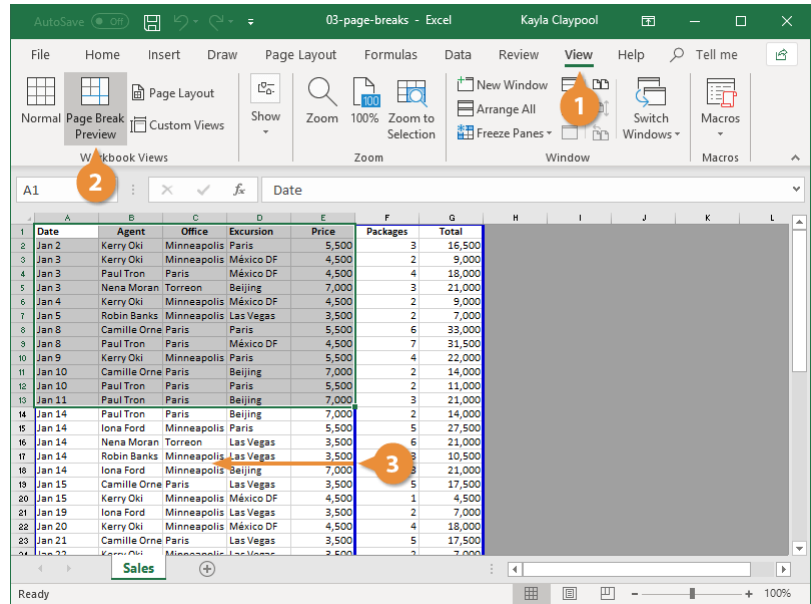 AutoSave Off 03-page-breaks - Excel Kayla Claypool
File Home Insert Draw Page Layout Formulas Data Review View Help Tell me
Normal Page Break Preview Page Layout Custom Views Show Zoom 100 100% Zoom to Selection New Window Arrange All Freeze Panes Switch Windows Macros
1
Workbook Views Zoom Window Macros
2
A1 fx Date
A B C D E F G H I J K L
1 Date Agent Office Excursion Price Packages Total
2 Jan 2 Kerry Oki Minneapolis Paris 5,500 3 16,500
3 Jan 3 Kerry Oki Minneapolis México DF 4,500 2 9,000
4 Jan 3 Paul Tron Paris México DF 4,500 4 18,000
5 Jan 3 Nena Moran Torreon Beijing 7,000 3 21,000
6 Jan 4 Kerry Oki Minneapolis México DF 4,500 2 9,000
7 Jan 5 Robin Banks Minneapolis Las Vegas 3,500 2 7,000
8 Jan 8 Camille Orne Paris Paris 5,500 6 33,000
9 Jan 8 Paul Tron Paris México DF 4,500 7 31,500
10 Jan 9 Kerry Oki Minneapolis Paris 5,500 4 22,000
11 Jan 10 Camille Orne Paris Beijing 7,000 2 14,000
12 Jan 10 Paul Tron Paris Paris 5,500 2 11,000
13 Jan 11 Paul Tron Paris Beijing 7,000 3 21,000
14 Jan 14 Paul Tron Paris Beijing 7,000 2 14,000
15 Jan 14 Iona Ford Minneapolis Paris 5,500 5 27,500
16 Jan 14 Nena Moran Torreon Las Vegas 3,500 6 21,000
17 Jan 14 Robin Banks Minneapolis Las Vegas 3,500 3 10,500
3
18 Jan 14 Iona Ford Minneapolis Beijing 7,000 21,000
19 Jan 15 Camille Orne Paris Las Vegas 3,500 5 17,500
20 Jan 15 Kerry Oki Minneapolis México DF 4,500 1 4,500
21 Jan 19 Iona Ford Minneapolis Las Vegas 3,500 2 7,000
22 Jan 20 Kerry Oki Minneapolis México DF 4,500 4 18,000
23 Jan 21 Camille Orne Paris Las Vegas 3,500 5 17,500
Jan 22 Kerry Oki Minneapolis Las Vegas 3,500 2 7,000
Sales
Ready 100%